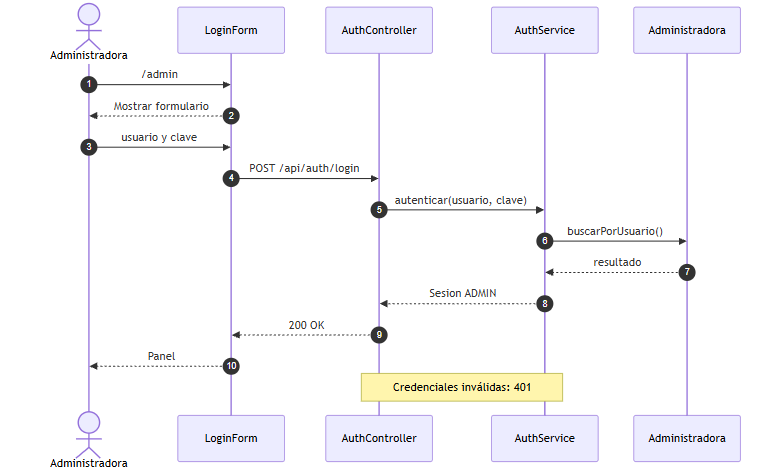 Administradora
LoginForm
AuthController
AuthService
Administradora
1
/admin
Mostrar formulario
2
3
usuario y clave
4
POST /api/auth/login
5
autenticar(usuario, clave)
6
buscarPorUsuario()
resultado
7
Sesion ADMIN
8
200 OK
9
Panel
10
Credenciales inválidas: 401
Administradora
LoginForm
AuthController
AuthService
Administradora